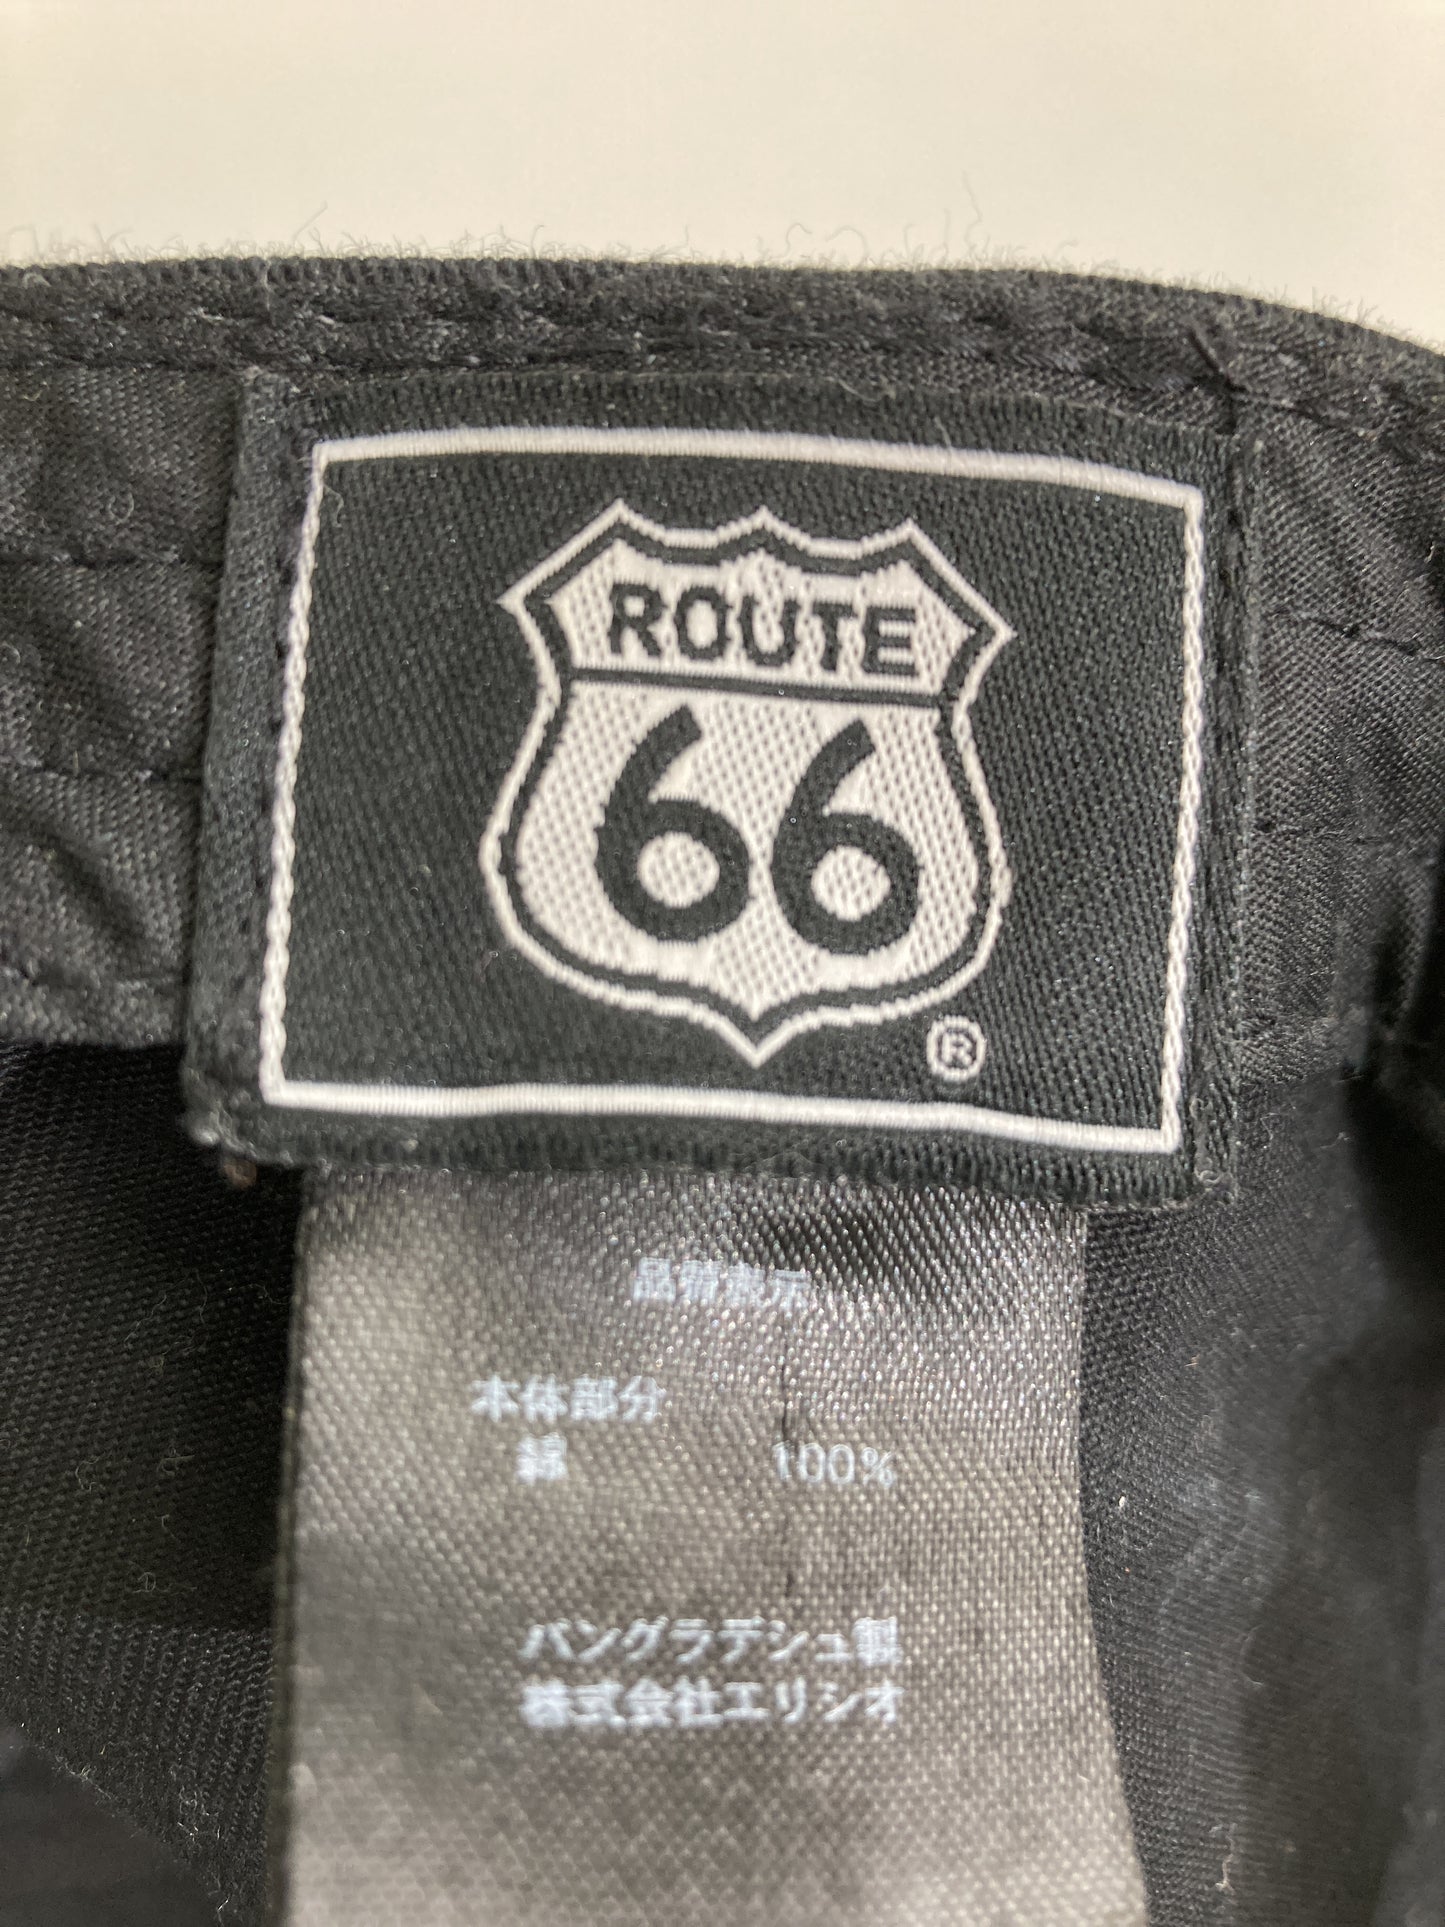 ROUTE
66
®
品質表示
本体部分
綿 100%
バングラデシュ製
株式会社エリシオ